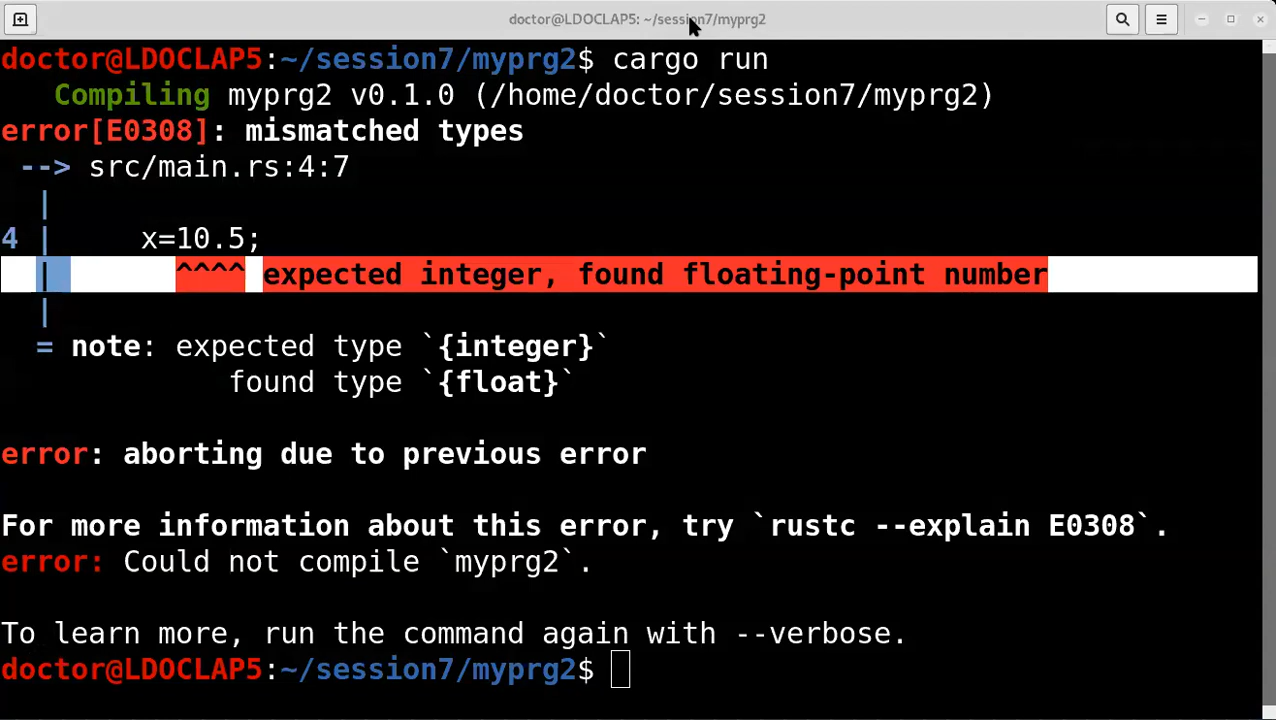 doctor@LDOCLAP5: ~/session7/myprg2
doctor@LDOCLAP5:~/session7/myprg2$ cargo run
   Compiling myprg2 v0.1.0 (/home/doctor/session7/myprg2)
error[E0308]: mismatched types
 --> src/main.rs:4:7
  |
4 |     x=10.5;
  |       ^^^^ expected integer, found floating-point number
  |
  = note: expected type `{integer}`
             found type `{float}`
error: aborting due to previous error
For more information about this error, try `rustc --explain E0308`.
error: Could not compile `myprg2`.
To learn more, run the command again with --verbose.
doctor@LDOCLAP5:~/session7/myprg2$